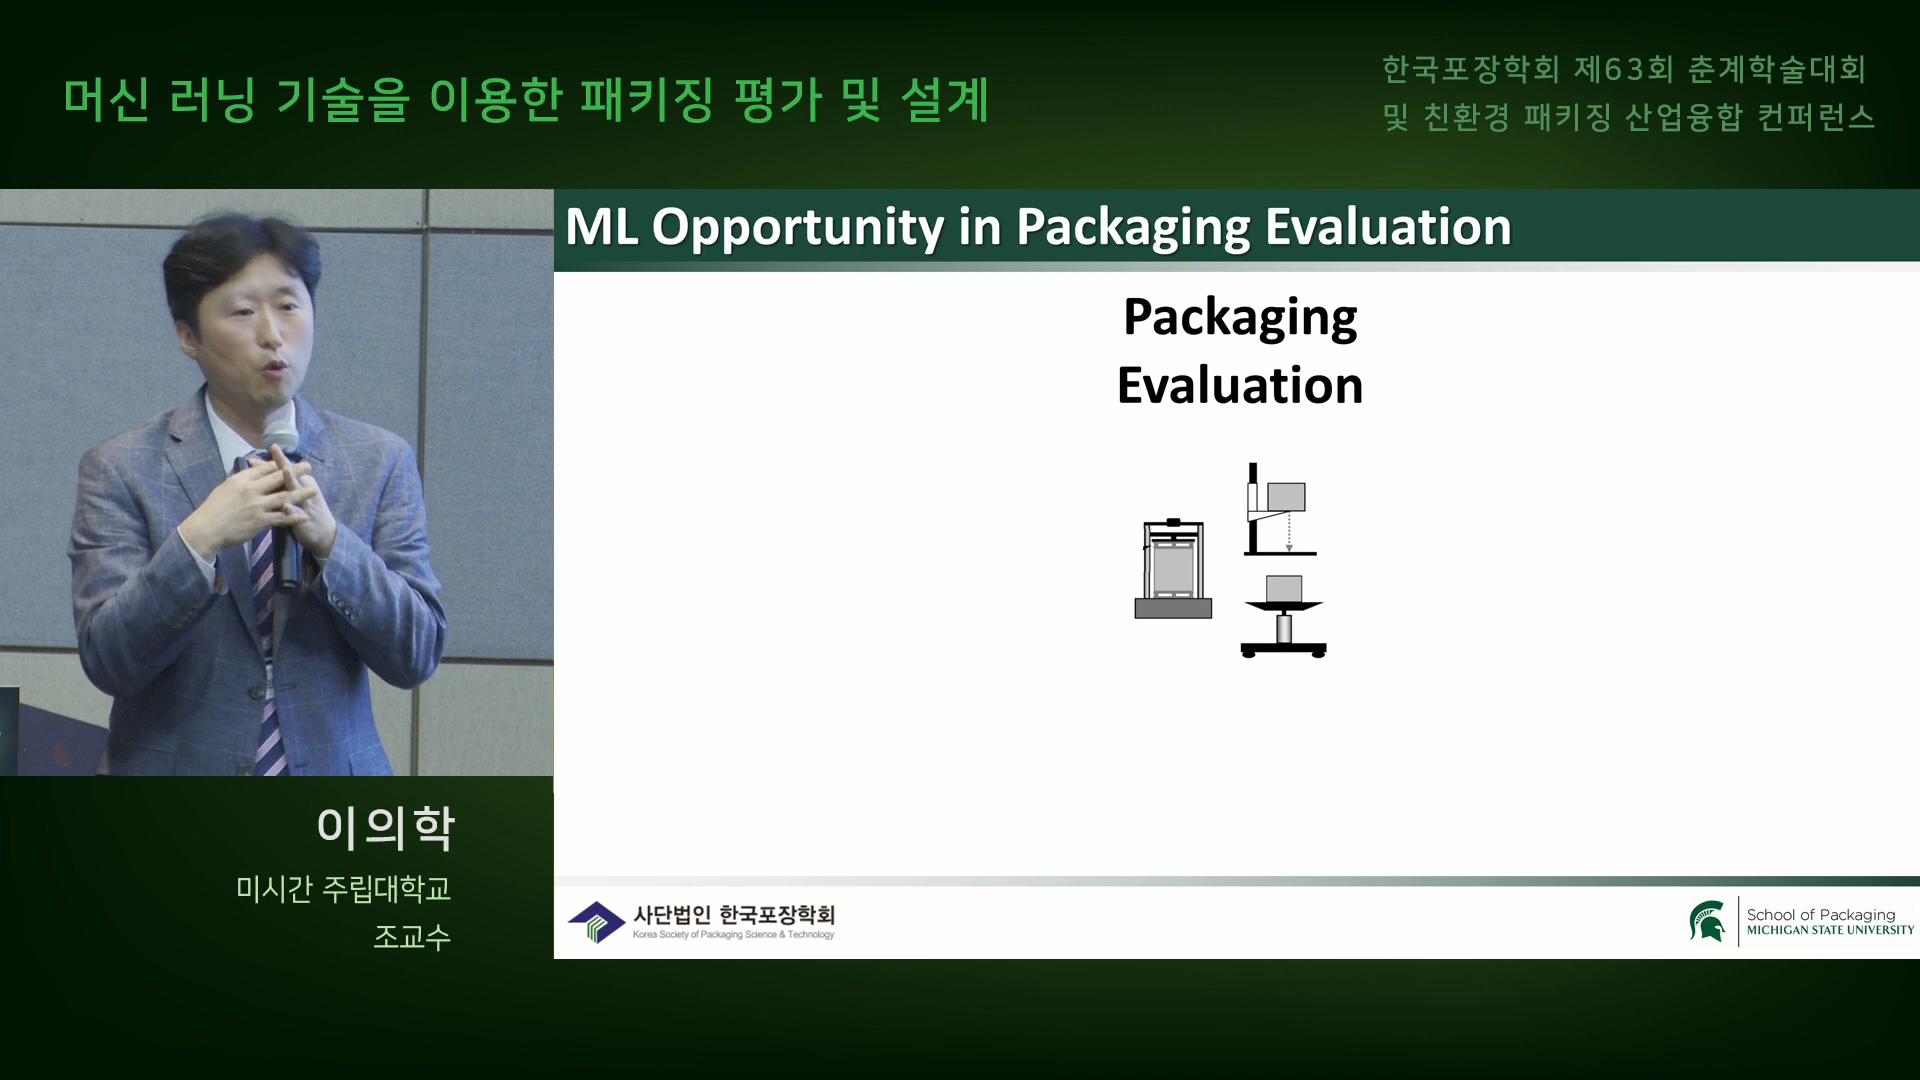 머신 러닝 기술을 이용한 패키징 평가 및 설계
한국포장학회 제63회 춘계학술대회
및 친환경 패키징 산업융합 컨퍼런스
ML Opportunity in Packaging Evaluation
Packaging
Evaluation
이의학
미시간 주립대학교
조교수
사단법인 한국포장학회
Korea Society of Packaging Science & Technology
School of Packaging
MICHIGAN STATE UNIVERSITY